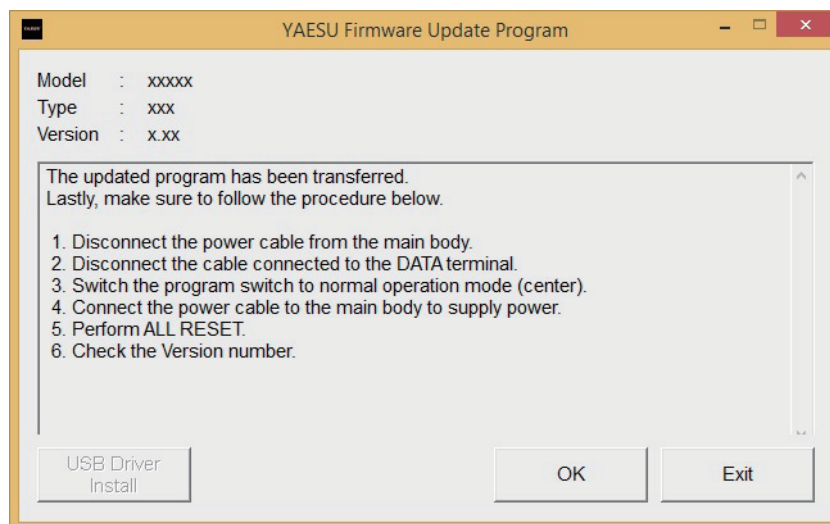 YAESU Firmware Update Program
Model : xxxxx
Type : xxx
Version : x.xx
The updated program has been transferred.
Lastly, make sure to follow the procedure below.
1. Disconnect the power cable from the main body.
2. Disconnect the cable connected to the DATA terminal.
3. Switch the program switch to normal operation mode (center).
4. Connect the power cable to the main body to supply power.
5. Perform ALL RESET.
6. Check the Version number.
USB Driver
Install
OK
Exit